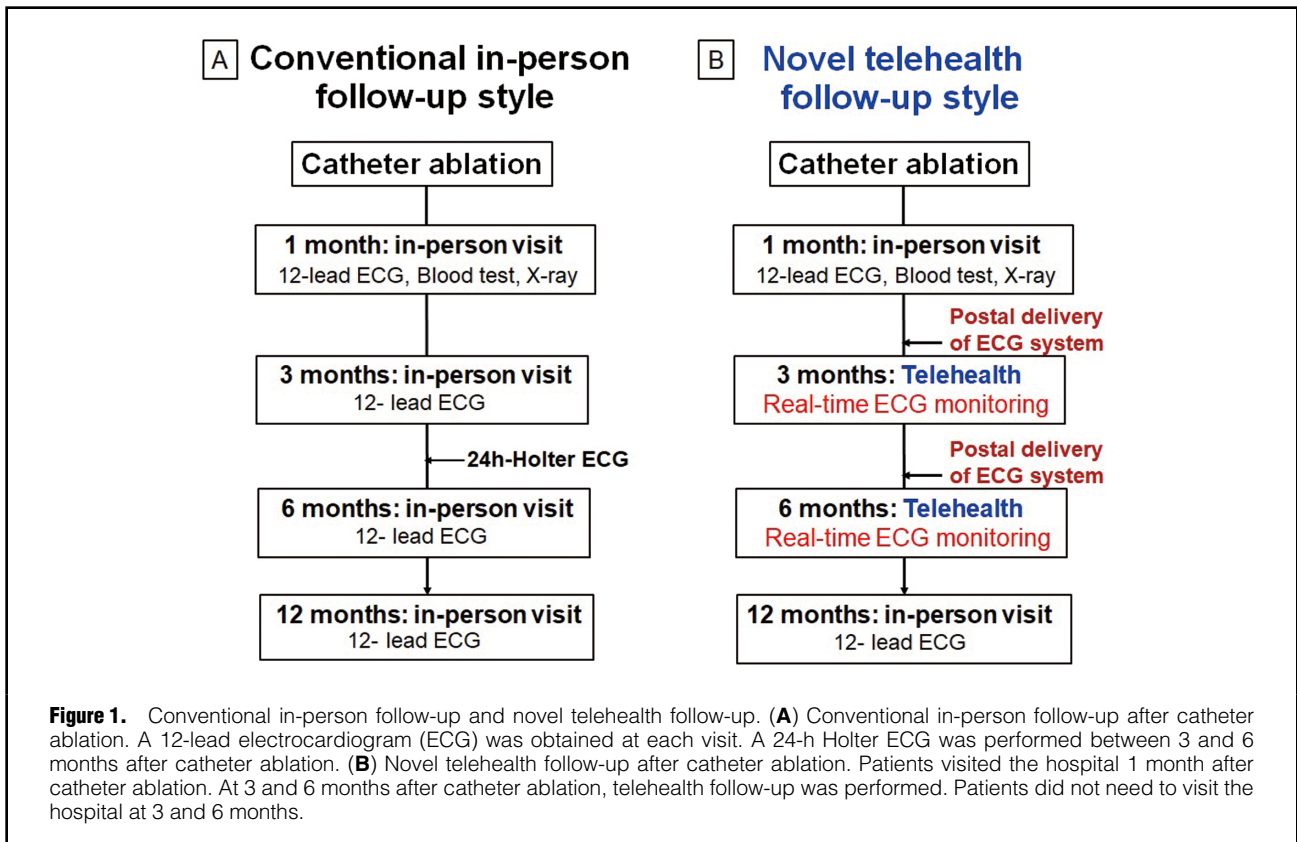 A Conventional in-person
follow-up style
Catheter ablation
1 month: in-person visit
12-lead ECG, Blood test, X-ray
3 months: in-person visit
12- lead ECG
24h-Holter ECG
6 months: in-person visit
12- lead ECG
12 months: in-person visit
12- lead ECG
B Novel telehealth
follow-up style
Catheter ablation
1 month: in-person visit
12-lead ECG, Blood test, X-ray
Postal delivery
of ECG system
3 months: Telehealth
Real-time ECG monitoring
Postal delivery
of ECG system
6 months: Telehealth
Real-time ECG monitoring
12 months: in-person visit
12- lead ECG
Figure 1. Conventional in-person follow-up and novel telehealth follow-up. (A) Conventional in-person follow-up after catheter
ablation. A 12-lead electrocardiogram (ECG) was obtained at each visit. A 24-h Holter ECG was performed between 3 and 6
months after catheter ablation. (B) Novel telehealth follow-up after catheter ablation. Patients visited the hospital 1 month after
catheter ablation. At 3 and 6 months after catheter ablation, telehealth follow-up was performed. Patients did not need to visit the
hospital at 3 and 6 months.